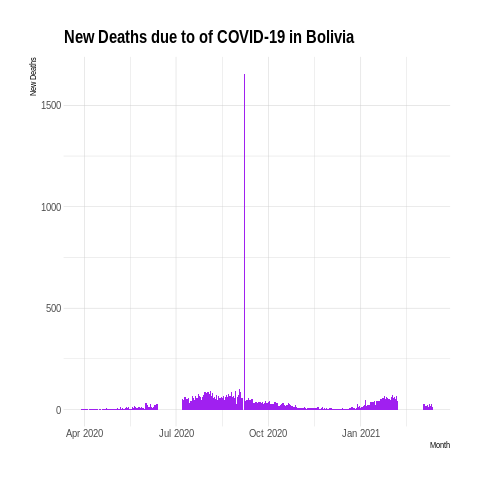 New Deaths due to of COVID-19 in Bolivia
New Deaths
1500
1000
500
0
Apr 2020
Jul 2020
Oct 2020
Jan 2021
Month